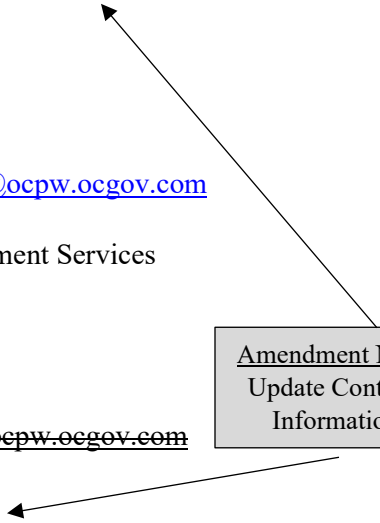 @ocpw.ocgov.com
ment Services
Amendment
Update Cont
Informatio
ocpw.ocgov.com